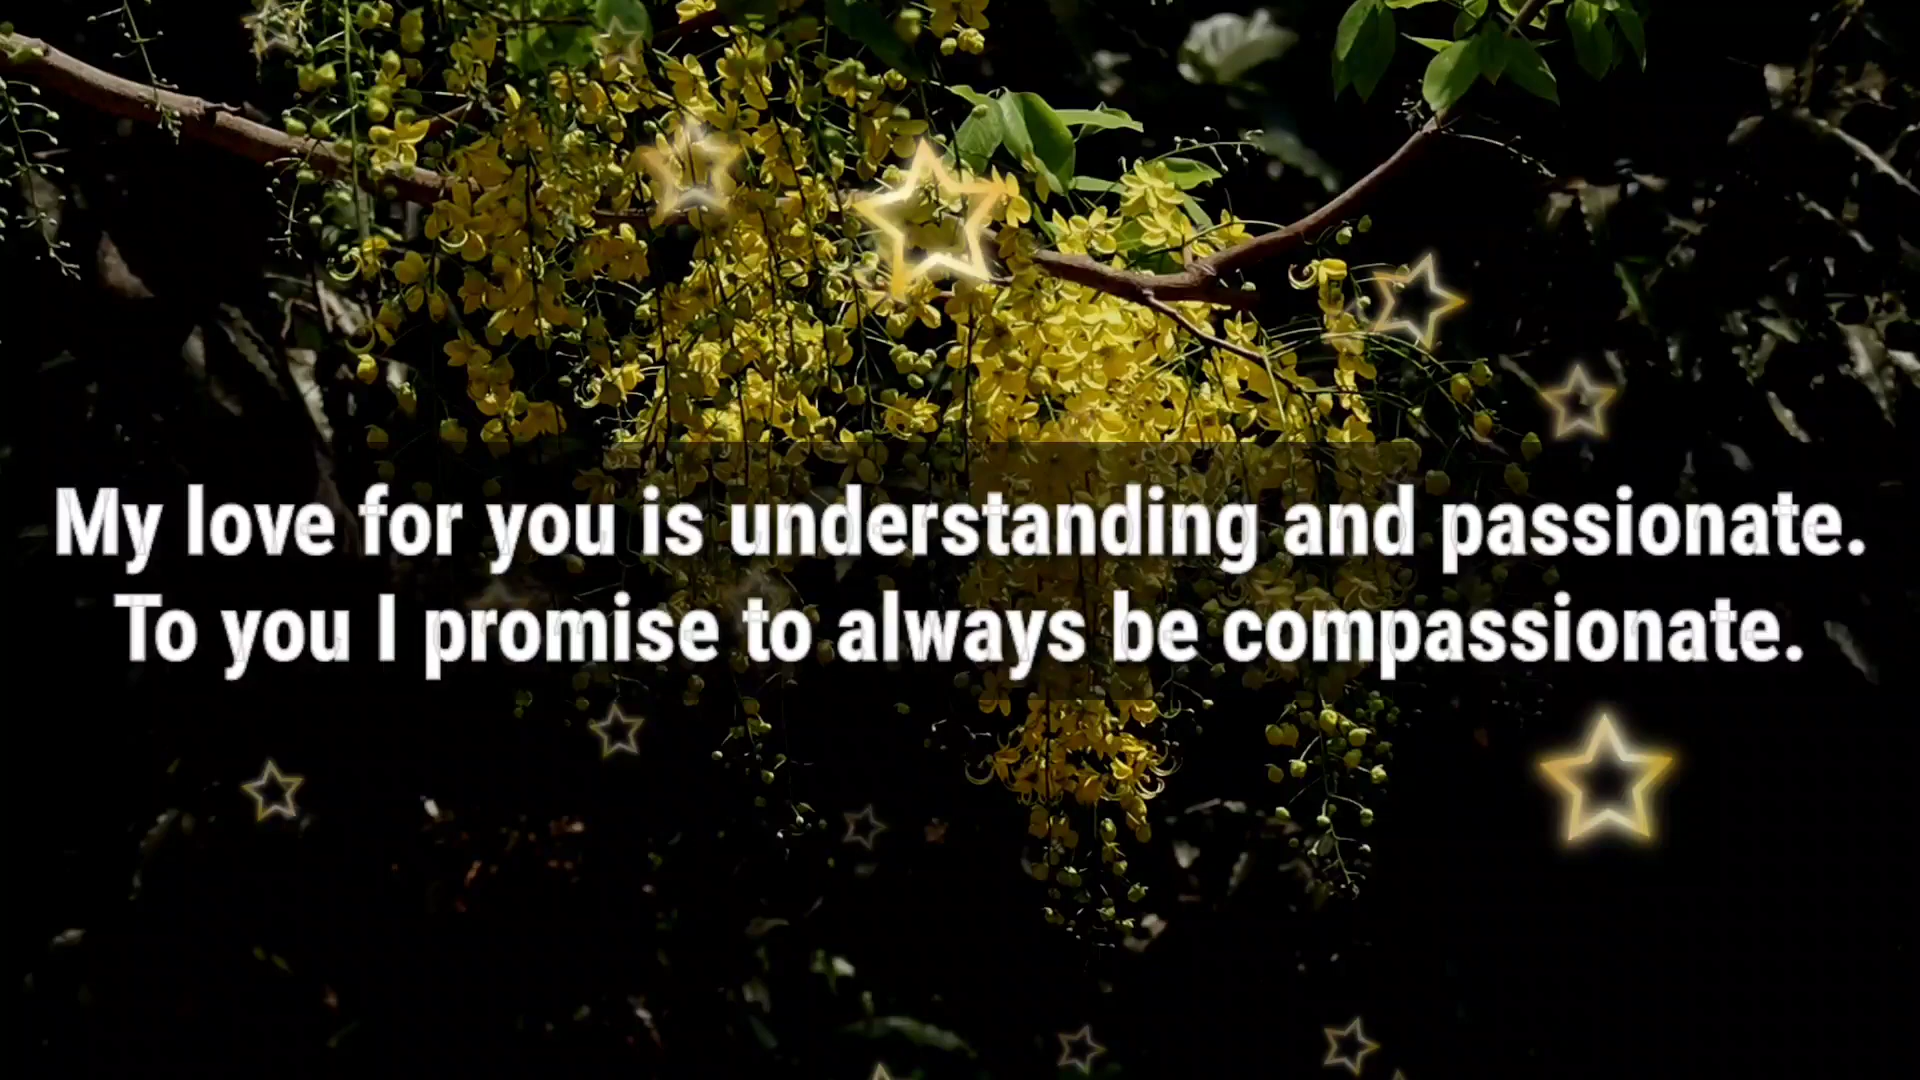 My love for you is understanding and passionate.
To you I promise to always be compassionate.